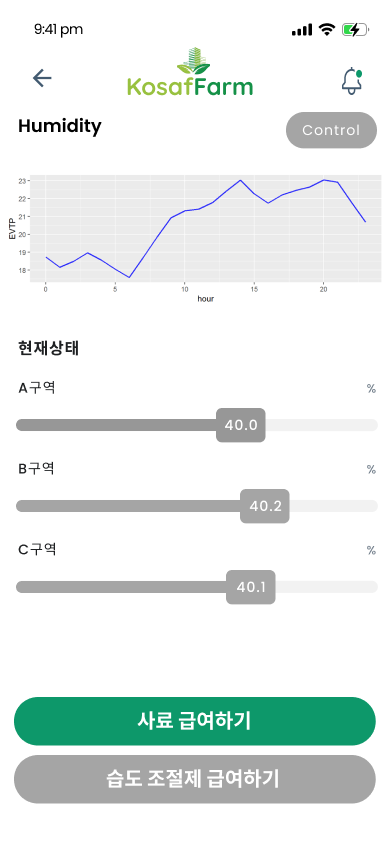 9:41 pm
KosafFarm
Humidity
Control
23
22
21
20
19
18
EVTP
0 5 10 15 20
hour
현재상태
A구역 %
40.0
B구역 %
40.2
C구역 %
40.1
사료 급여하기
습도 조절제 급여하기